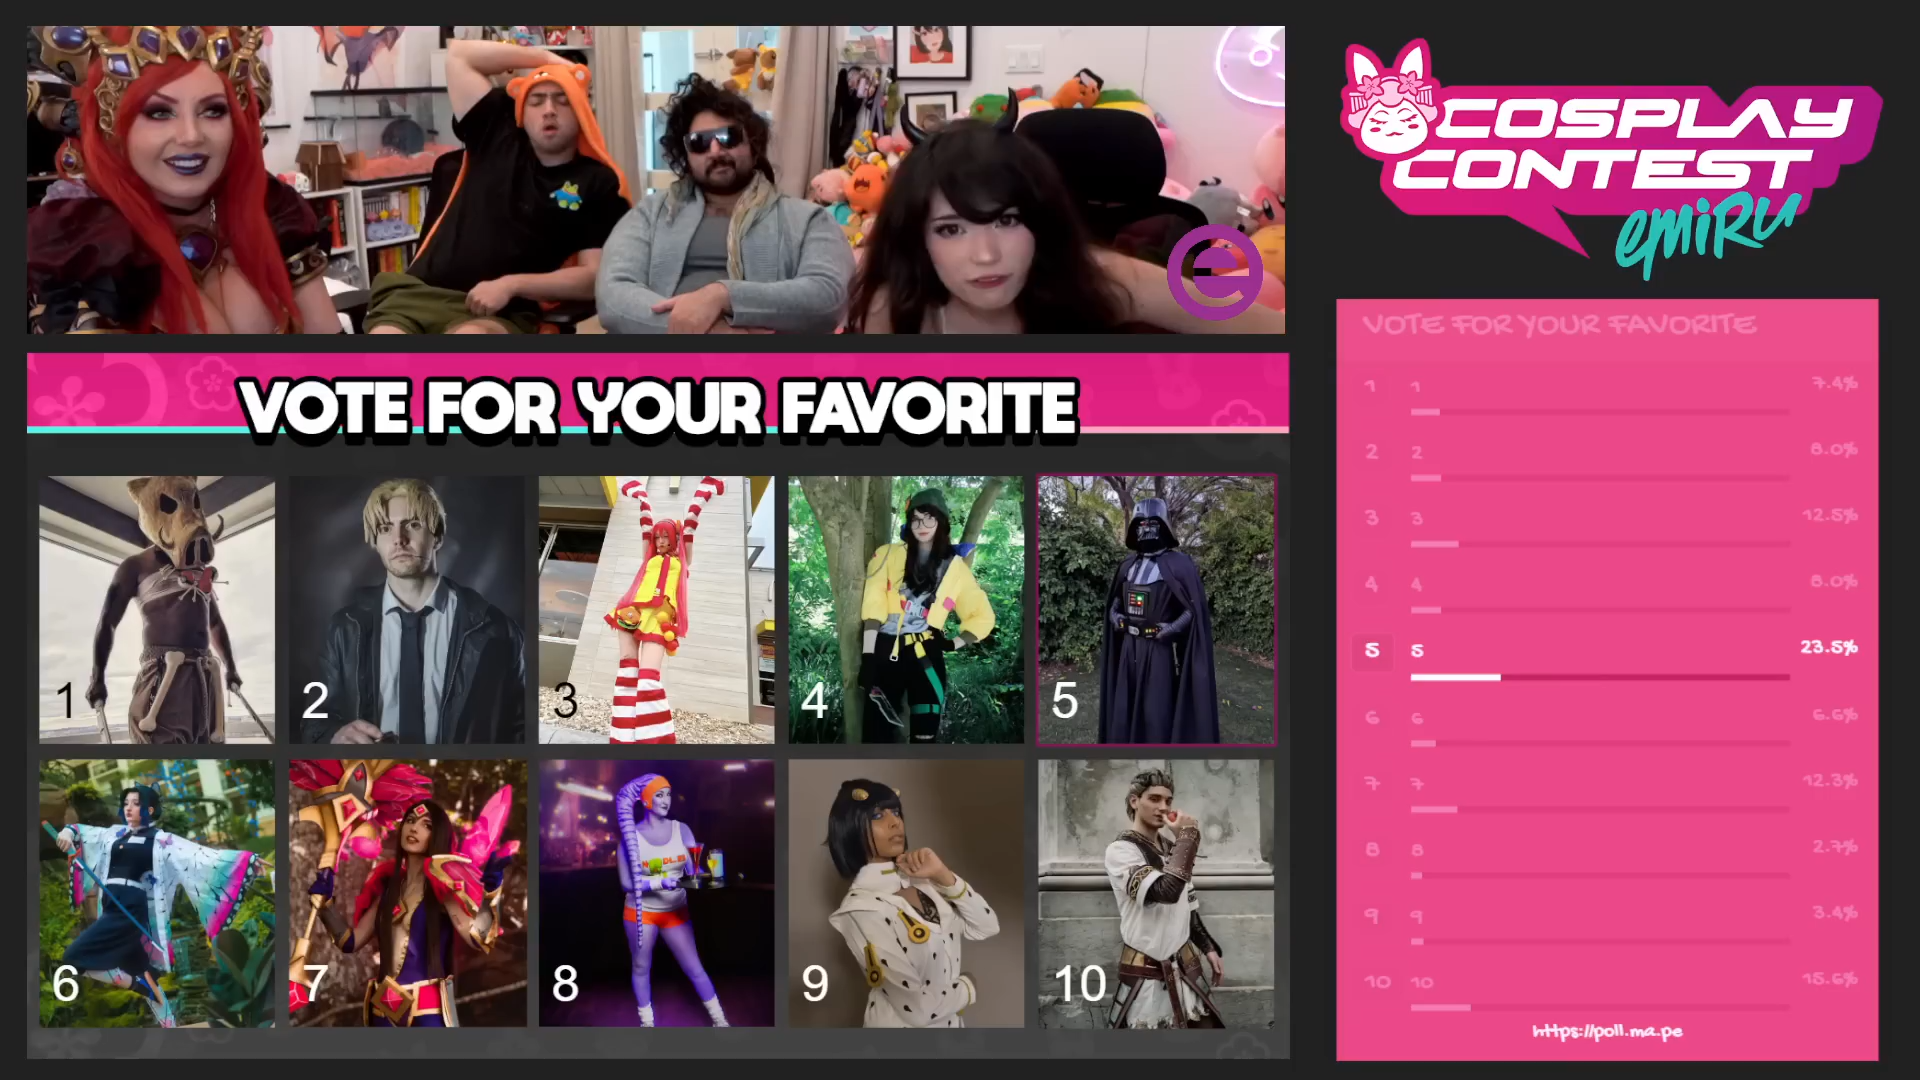 COSPLAY
CONTEST
emiru
e
VOTE FOR YOUR FAVORITE
1
2
3
4
5
6
7
8
9
10
VOTE FOR YOUR FAVORITE
1 1 7.4%
2 2 8.0%
3 3 12.5%
4 4 8.0%
5 5 23.5%
6 6 6.6%
7 7 12.3%
8 8 2.7%
9 9 3.4%
10 10 15.6%
https://poll.ma.pe